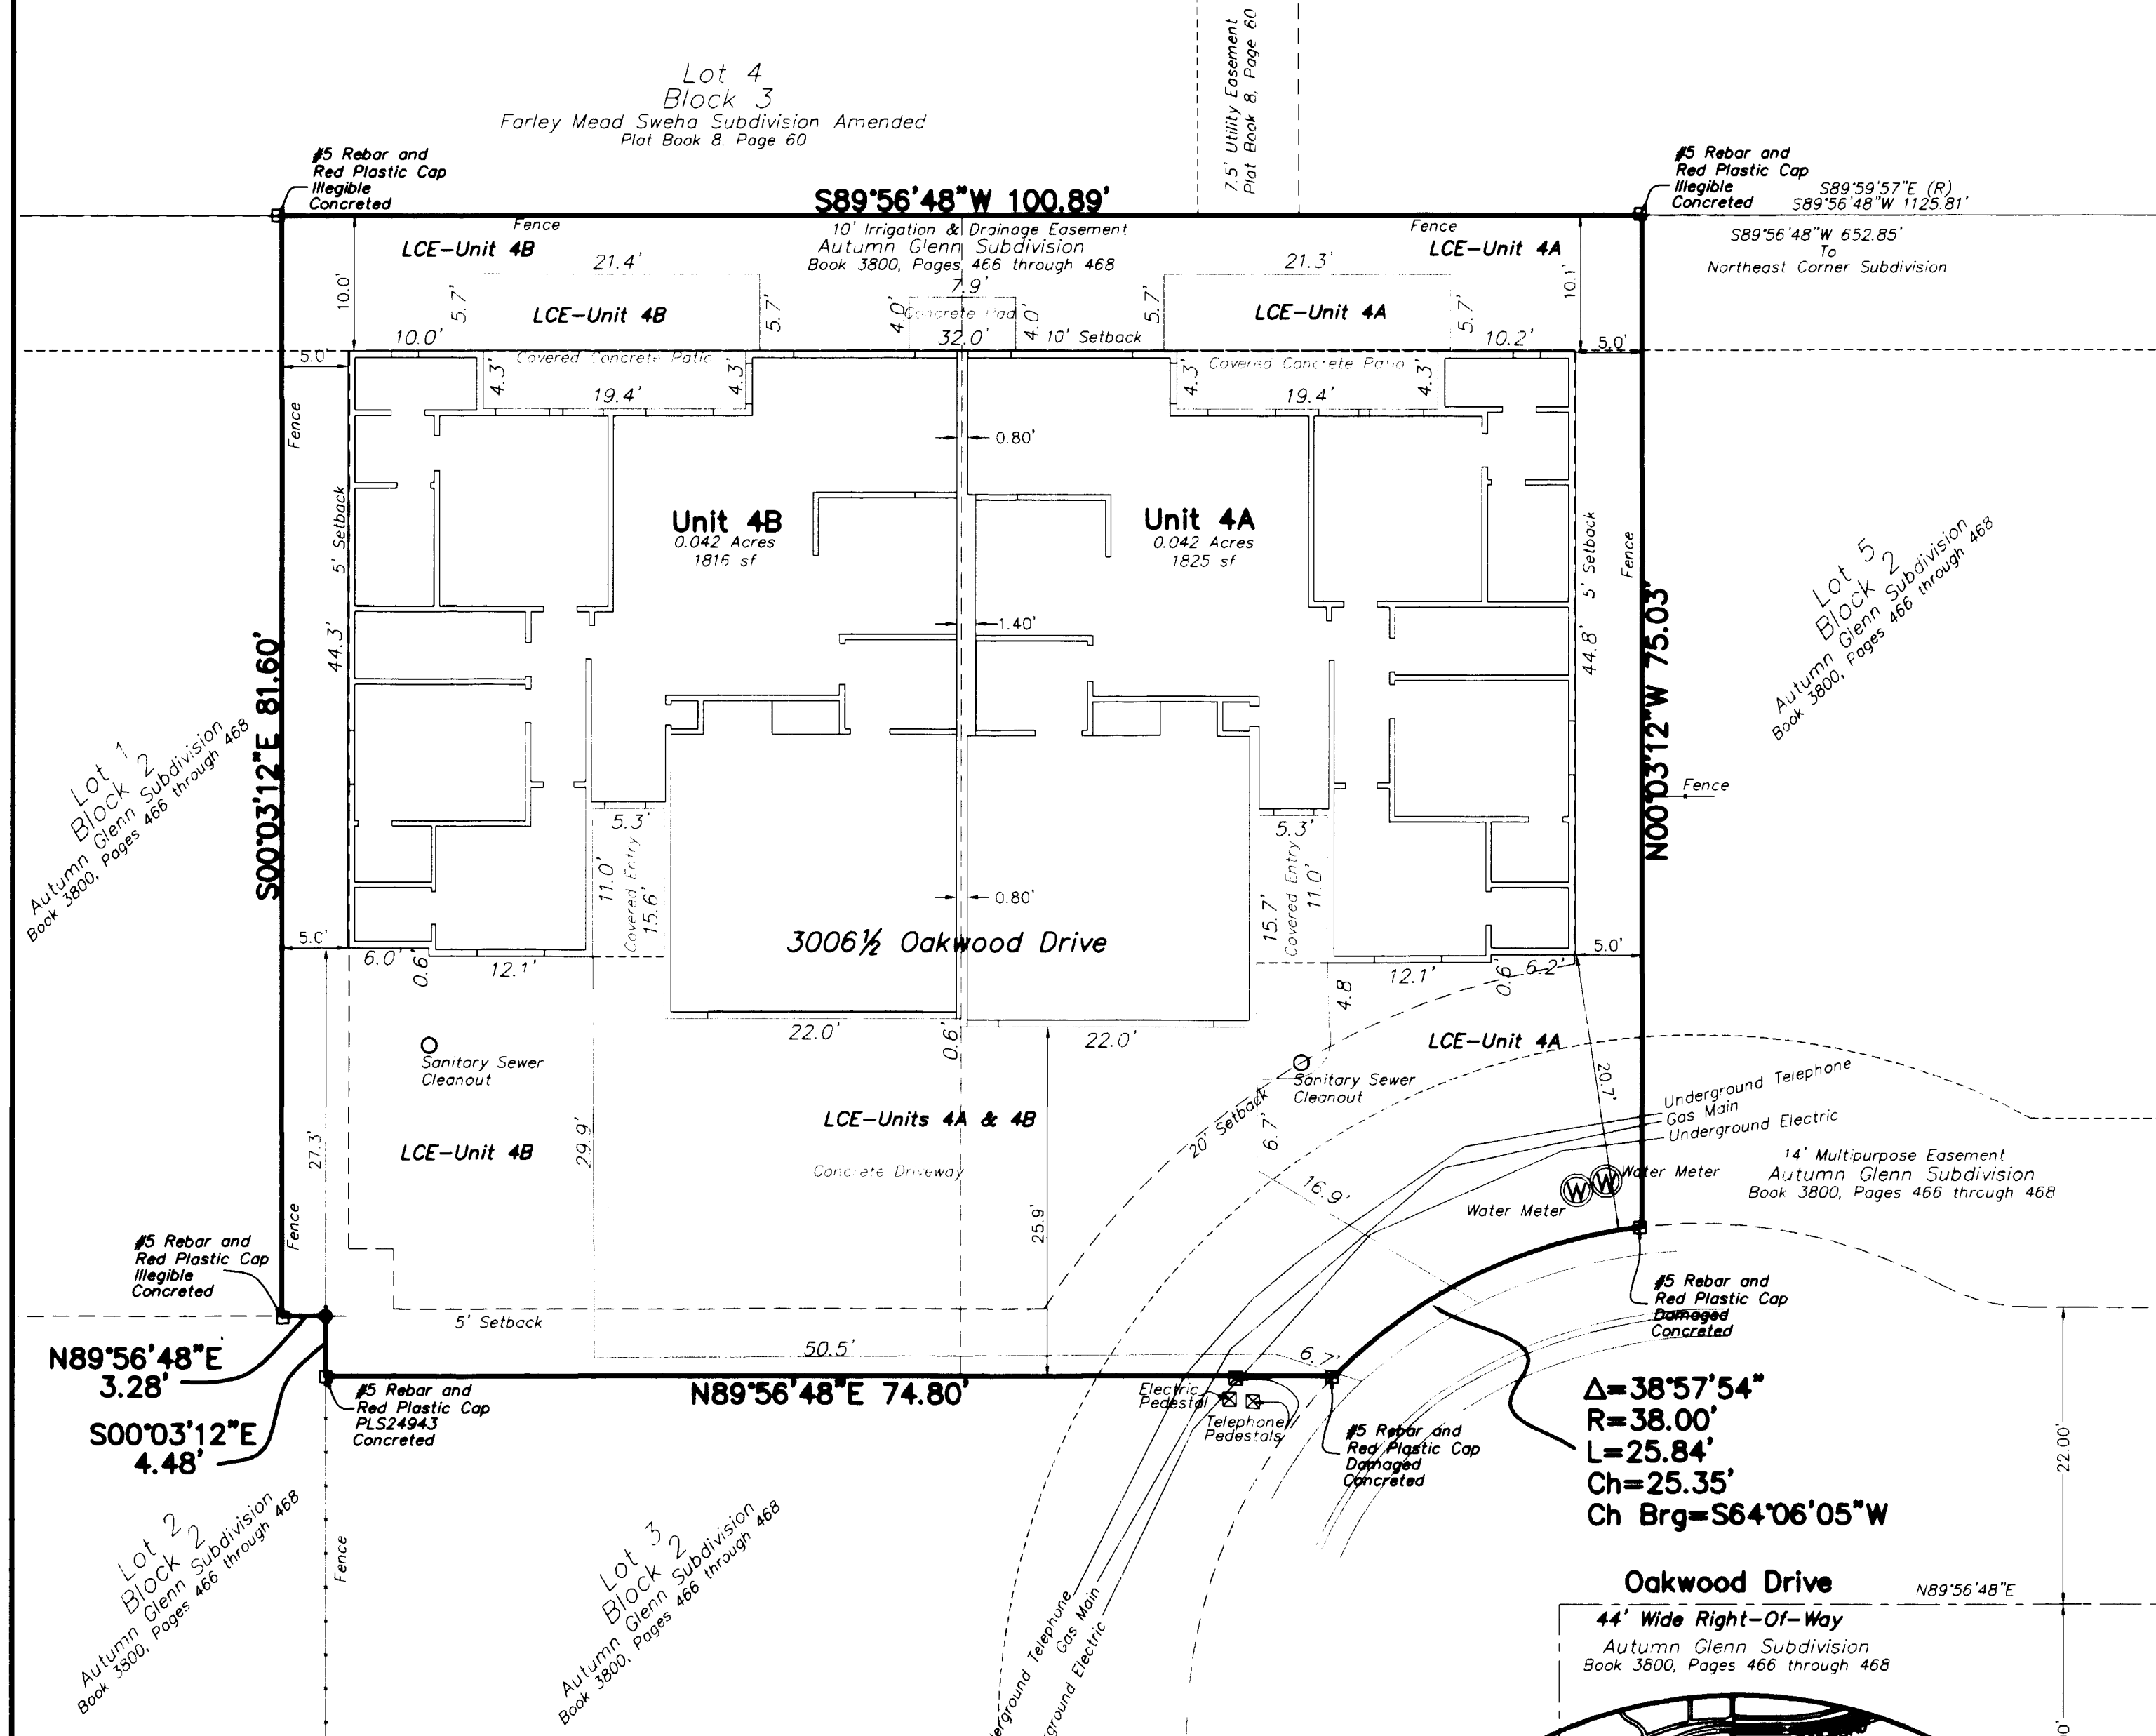 7.5' Utility Easement
Plat Book 8, Page 60
Lot 4
Block 3
Farley Mead Sweha Subdivision Amended
Plat Book 8. Page 60
#5 Rebar and
Red Plastic Cap
Illegible
Concreted
S89°56'48"W 100.89'
#5 Rebar and
Red Plastic Cap
Illegible
Concreted
S89°59'57"E (R)
S89°56'48"W 1125.81'
S89°56'48"W 652.85'
To
Northeast Corner Subdivision
Fence
10' Irrigation & Drainage Easement
Autumn Glenn Subdivision
Book 3800, Pages 466 through 468
Fence
LCE-Unit 4B
LCE-Unit 4A
10.0'
21.4'
5.7'
LCE-Unit 4B
5.7'
7.9'
4.0'
Concrete Pad
4.0'
32.0'
10' Setback
21.3'
5.7'
LCE-Unit 4A
5.7'
10.1'
10.0'
10.2'
5.0'
5.0'
Covered Concrete Patio
4.3'
19.4'
4.3'
Covered Concrete Patio
4.3'
19.4'
4.3'
Fence
0.80'
5' Setback
Unit 4B
0.042 Acres
1816 sf
Unit 4A
0.042 Acres
1825 sf
5' Setback
Fence
Lot 5
Block 2
Autumn Glenn Subdivision
Book 3800, Pages 466 through 468
1.40'
44.3'
44.8'
S00°03'12"E 81.60'
N00°03'12"W 75.03'
Fence
Lot 1
Block 2
Autumn Glenn Subdivision
Book 3800, Pages 466 through 468
5.3'
11.0'
Covered Entry
15.6'
5.3'
15.7'
Covered Entry
11.0'
0.80'
3006½ Oakwood Drive
5.0'
6.0'
0.6'
12.1'
5.0'
12.1'
0.6'
6.2'
4.8
22.0'
0.6'
22.0'
Sanitary Sewer
Cleanout
Sanitary Sewer
Cleanout
LCE-Unit 4A
20.7'
LCE-Units 4A & 4B
Concrete Driveway
LCE-Unit 4B
29.9'
27.3'
20' Setback
6.7'
16.9'
Underground Telephone
Gas Main
Underground Electric
14' Multipurpose Easement
Autumn Glenn Subdivision
Book 3800, Pages 466 through 468
Water Meter
W
W
Water Meter
25.9'
Fence
#5 Rebar and
Red Plastic Cap
Illegible
Concreted
5' Setback
50.5'
6.7'
N89°56'48"E
3.28'
S00°03'12"E
4.48'
#5 Rebar and
Red Plastic Cap
PLS24943
Concreted
N89°56'48"E 74.80'
Electric
Pedestal
Telephone
Pedestals
#5 Rebar and
Red Plastic Cap
Damaged
Concreted
#5 Rebar and
Red Plastic Cap
Damaged
Concreted
Δ=38°57'54"
R=38.00'
L=25.84'
Ch=25.35'
Ch Brg=S64°06'05"W
22.00'
Lot 2
Block 2
Autumn Glenn Subdivision
Book 3800, Pages 466 through 468
Fence
Lot 3
Block 2
Autumn Glenn Subdivision
Book 3800, Pages 466 through 468
Underground Telephone
Gas Main
Underground Electric
Oakwood Drive
N89°56'48"E
44' Wide Right-Of-Way
Autumn Glenn Subdivision
Book 3800, Pages 466 through 468